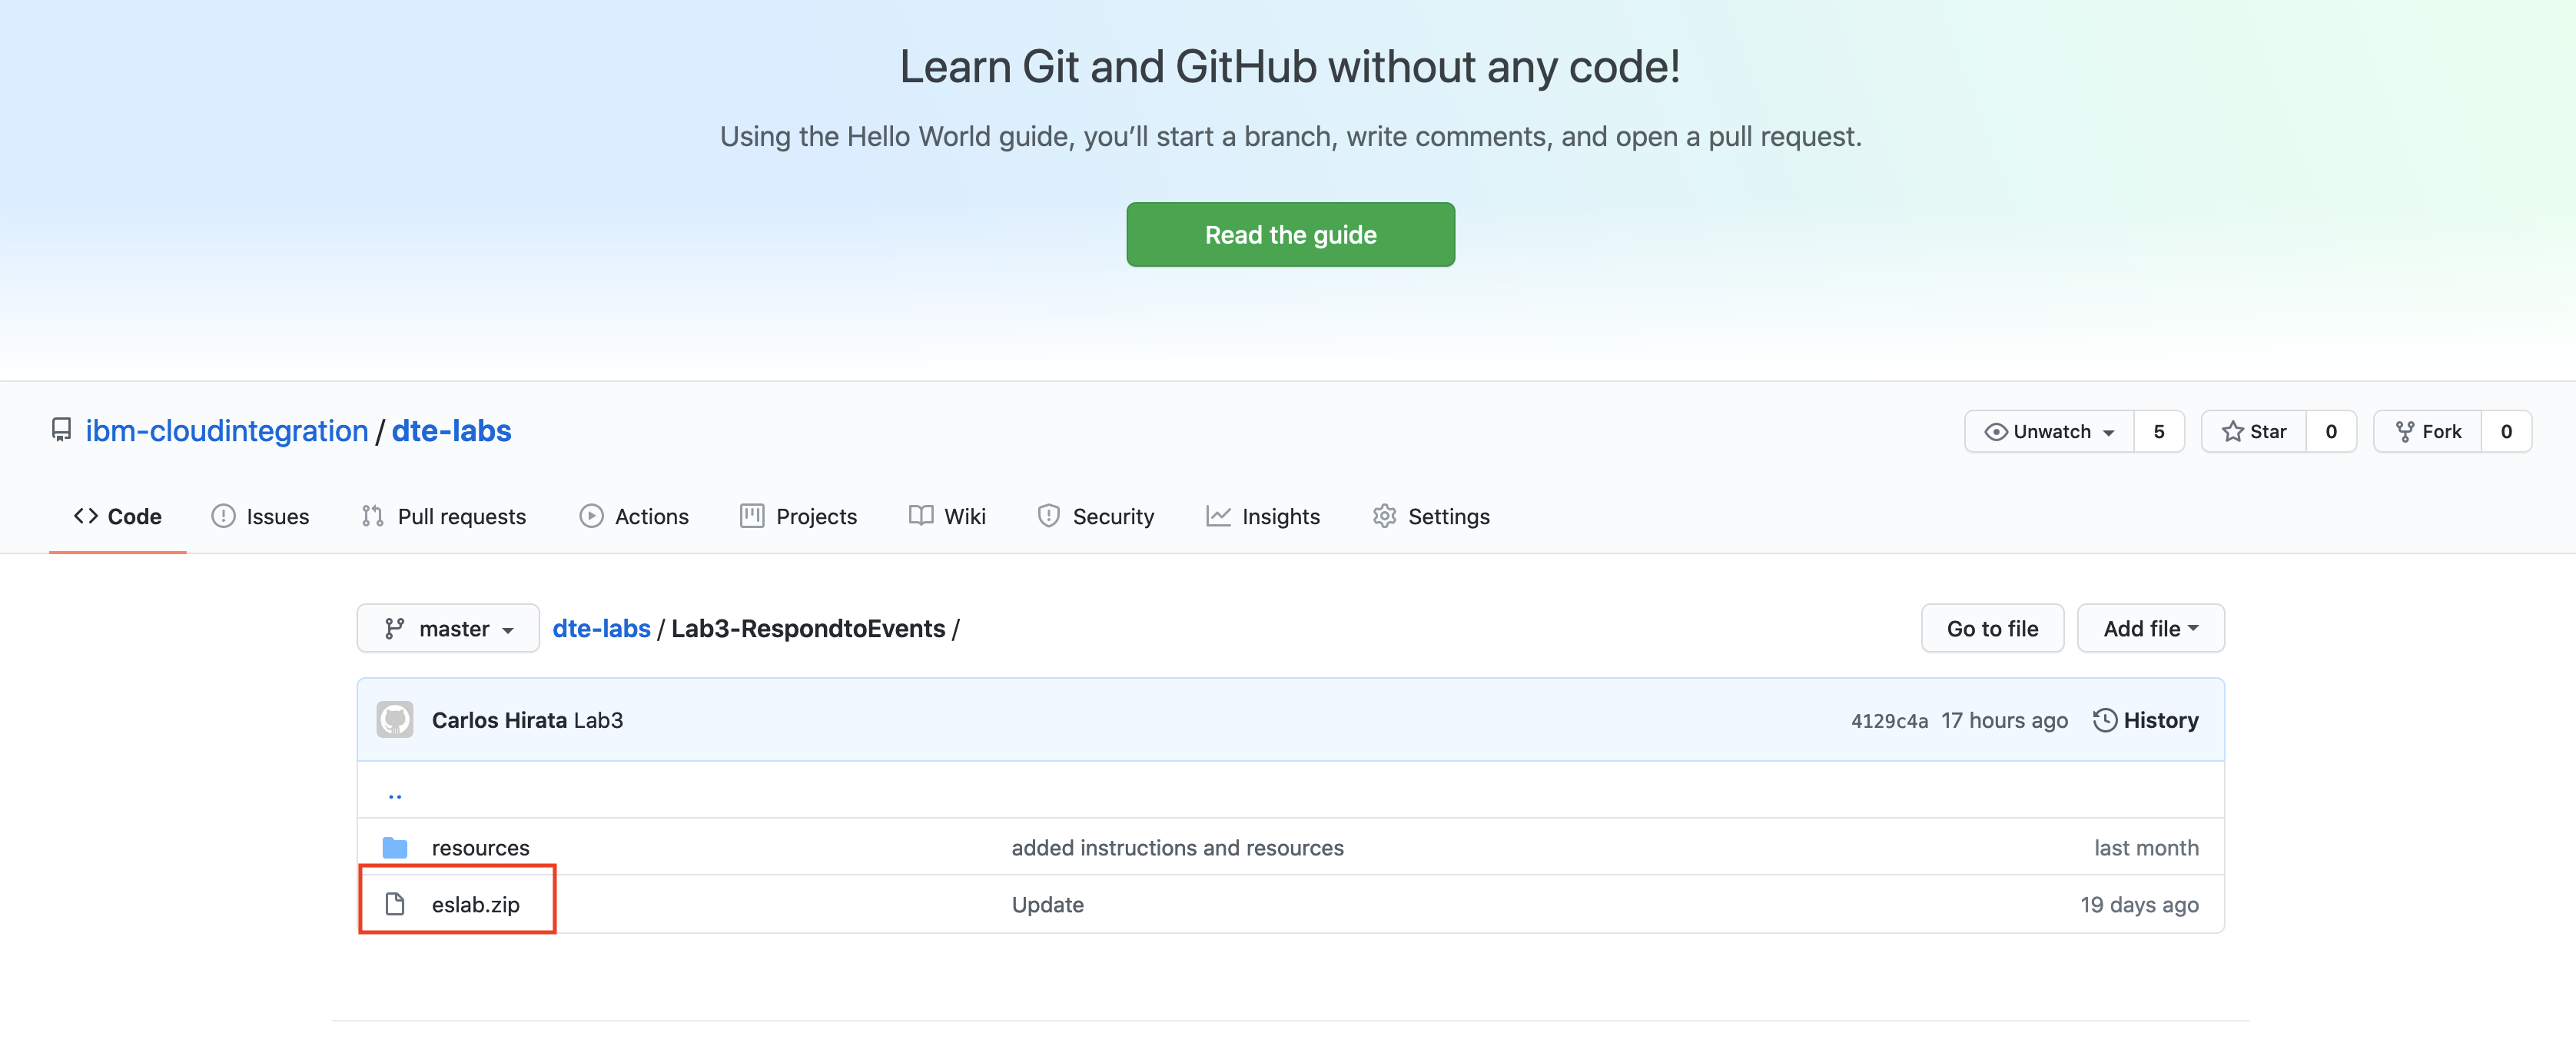 Learn Git and GitHub without any code!
Using the Hello World guide, you’ll start a branch, write comments, and open a pull request.
Read the guide
ibm-cloudintegration / dte-labs
Unwatch 5 Star 0 Fork 0
Code Issues Pull requests Actions Projects Wiki Security Insights Settings
master dte-labs / Lab3-RespondtoEvents / Go to file Add file
Carlos Hirata Lab3 4129c4a 17 hours ago History
..
resources added instructions and resources last month
eslab.zip Update 19 days ago